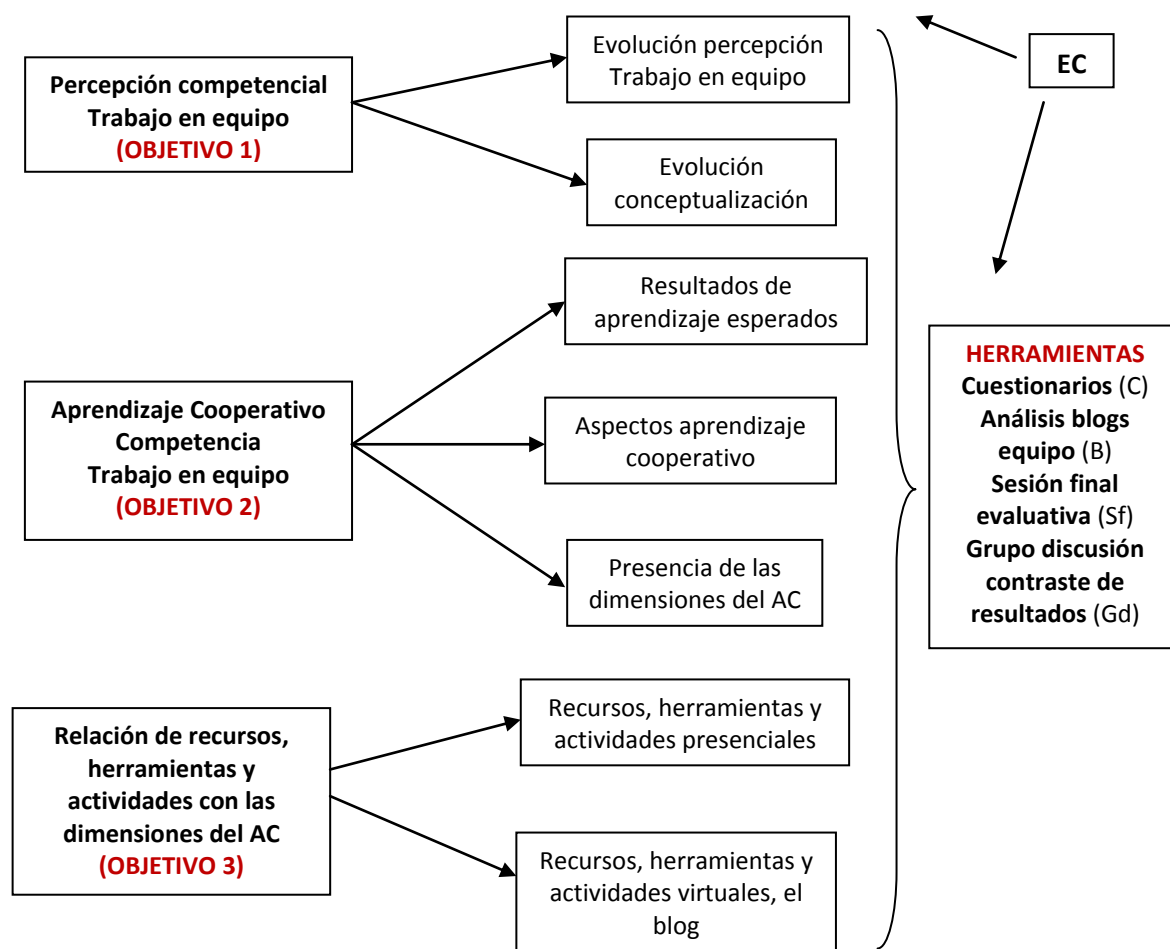 Percepción competencial
Trabajo en equipo
(OBJETIVO 1)
Evolución percepción
Trabajo en equipo
Evolución
conceptualización
EC
Aprendizaje Cooperativo
Competencia
Trabajo en equipo
(OBJETIVO 2)
Resultados de
aprendizaje esperados
Aspectos aprendizaje
cooperativo
Presencia de las
dimensiones del AC
HERRAMIENTAS
Cuestionarios (C)
Análisis blogs
equipo (B)
Sesión final
evaluativa (Sf)
Grupo discusión
contraste de
resultados (Gd)
Relación de recursos,
herramientas y
actividades con las
dimensiones del AC
(OBJETIVO 3)
Recursos, herramientas y
actividades presenciales
Recursos, herramientas y
actividades virtuales, el
blog